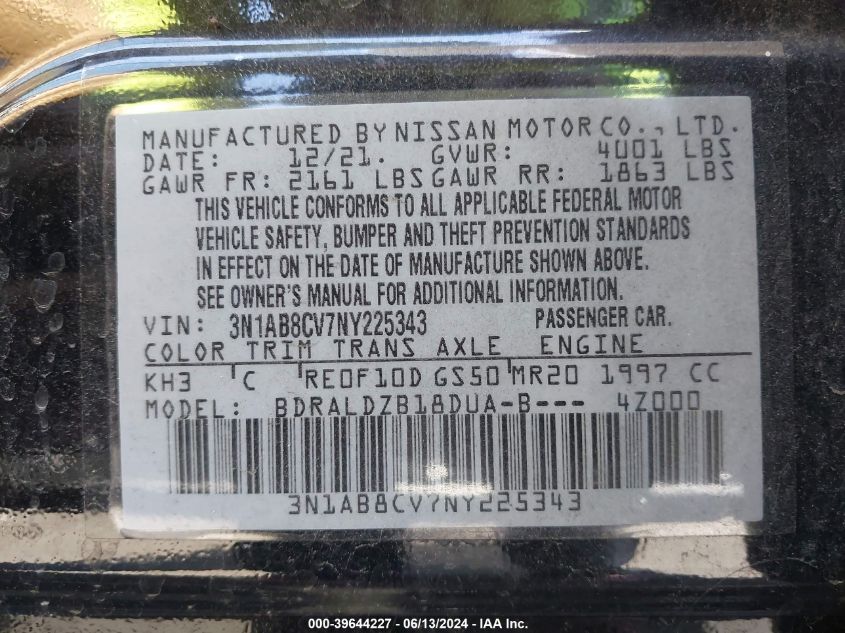 MANUFACTURED BY NISSAN MOTOR CO., LTD.
DATE: 12/21. GVWR: 4001 LBS
GAWR FR: 2161 LBS GAWR RR: 1863 LBS
THIS VEHICLE CONFORMS TO ALL APPLICABLE FEDERAL MOTOR
VEHICLE SAFETY, BUMPER AND THEFT PREVENTION STANDARDS
IN EFFECT ON THE DATE OF MANUFACTURE SHOWN ABOVE.
SEE OWNER'S MANUAL FOR ADDITIONAL INFORMATION.
VIN: 3N1AB8CV7NY225343 PASSENGER CAR.
COLOR TRIM TRANS AXLE ENGINE
KH3 C RE0F10D GS50 MR20 1997 CC
MODEL: BDRALDZB18DUA-B--- 4Z000
3N1AB8CV7NY225343
000-39644227 - 06/13/2024 - IAA Inc.